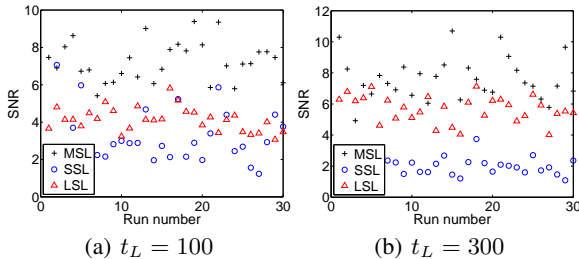 10
8
6
4
2
0
SNR
MSL
SSL
LSL
0 10 20 30
Run number
(a) t_L = 100
12
10
8
6
4
2
0
SNR
MSL
SSL
LSL
0 10 20 30
Run number
(b) t_L = 300